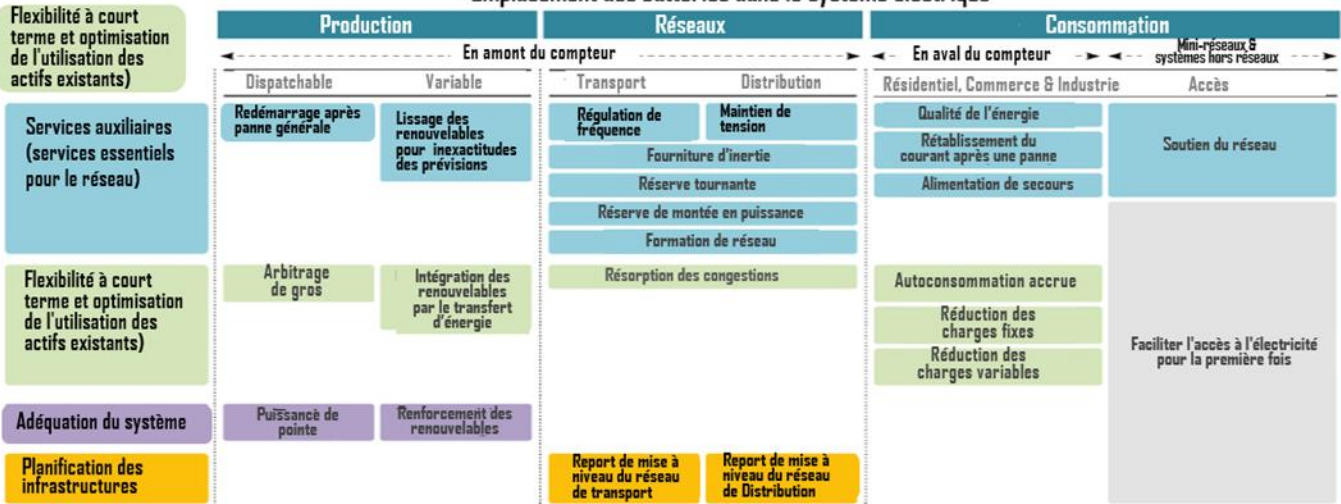 Emplacement des batteries dans le système électrique
Flexibilité à court
terme et optimisation
de l'utilisation des
actifs existants)
Production
Réseaux
Consommation
En amont du compteur
En aval du compteur
Mini-réseaux &
systèmes hors réseaux
Dispatchable
Variable
Transport
Distribution
Résidentiel, Commerce & Industrie
Accès
Services auxiliaires
(services essentiels
pour le réseau)
Redémarrage après
panne générale
Lissage des
renouvelables
pour inexactitudes
des prévisions
Régulation de
fréquence
Maintien de
tension
Fourniture d'inertie
Réserve tournante
Réserve de montée en puissance
Formation de réseau
Qualité de l'énergie
Rétablissement du
courant après une panne
Alimentation de secours
Soutien du réseau
Flexibilité à court
terme et optimisation
de l'utilisation des
actifs existants)
Arbitrage
de gros
Intégration des
renouvelables
par le transfert
d'énergie
Résorption des congestions
Autoconsommation accrue
Réduction des
charges fixes
Réduction des
charges variables
Faciliter l'accès à l'électricité
pour la première fois
Adéquation du système
Puissance de
pointe
Renforcement des
renouvelables
Planification des
infrastructures
Report de mise à
niveau du réseau
de transport
Report de mise à
niveau du réseau
de Distribution